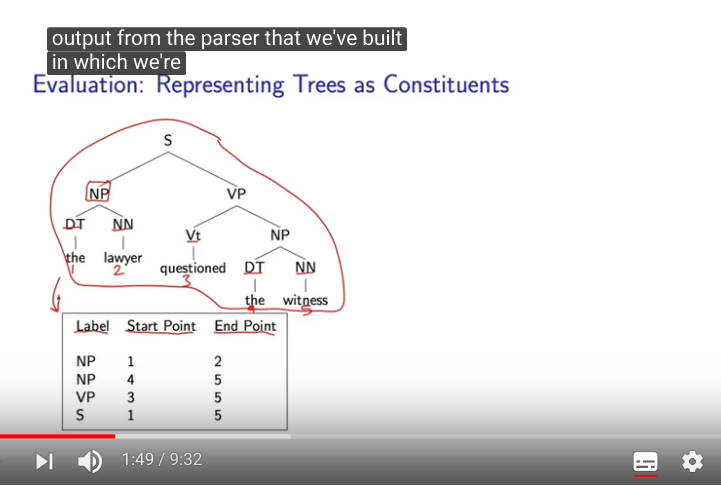 output from the parser that we've built
in which we're
Evaluation: Representing Trees as Constituents
S
NP VP
DT NN Vt NP
the lawyer questioned DT NN
1 2 3 the witness
4 5
Label Start Point End Point
NP 1 2
NP 4 5
VP 3 5
S 1 5
1:49 / 9:32